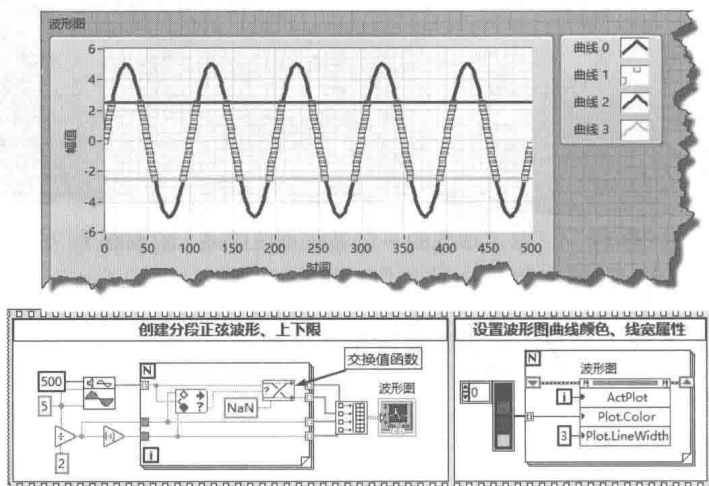 波形图
6
4
2
0
-2
-4
-6
幅值
0 50 100 150 200 250 300 350 400 450 500
时间
曲线 0
曲线 1
曲线 2
曲线 3
创建分段正弦波形、上下限
交换值函数
500
5
2
N
NaN
i
波形图
设置波形图曲线颜色、线宽属性
0
N
波形图
i
ActPlot
Plot.Color
3
Plot.LineWidth